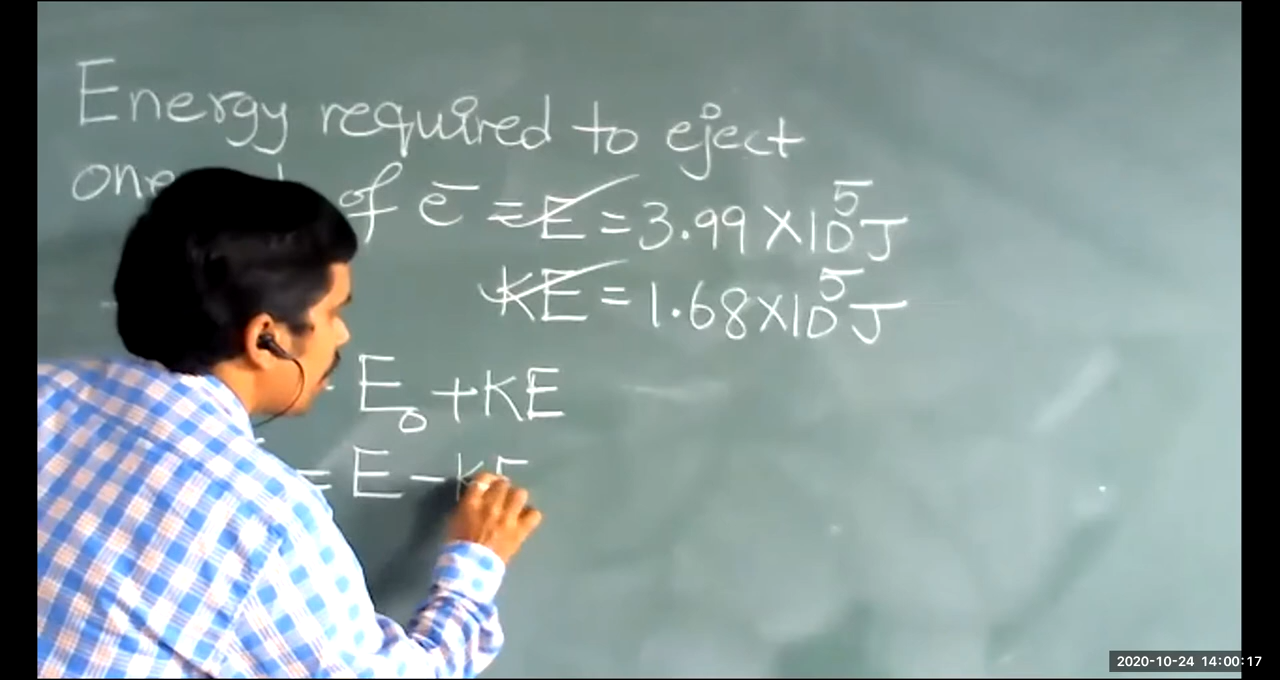 Energy required to eject
one of e⁻ = E = 3.99 X 10⁵ J
KE = 1.68 X 10⁵ J
E₀ + KE
= E - KE
2020-10-24 14:00:17